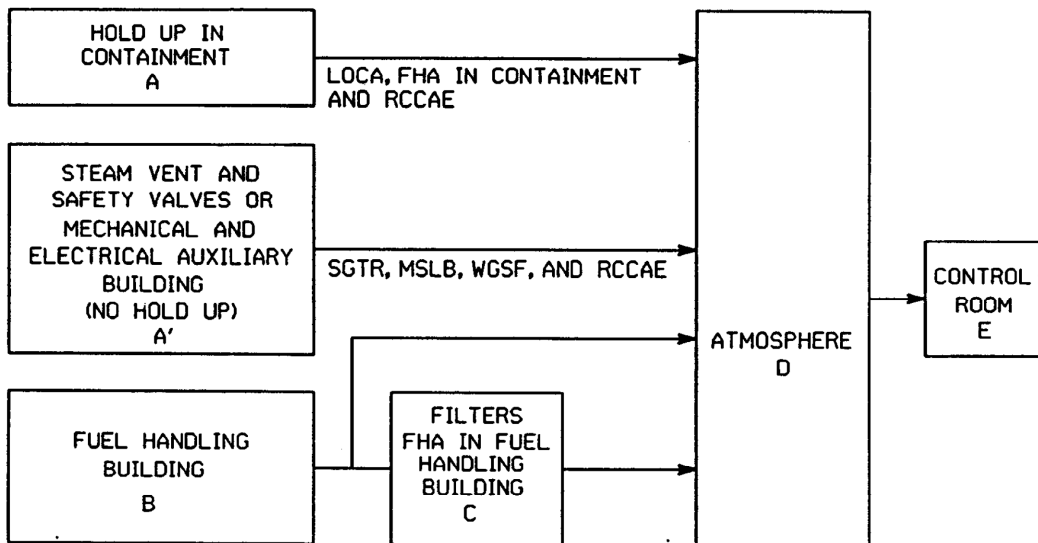 HOLD UP IN
CONTAINMENT
A
LOCA, FHA IN CONTAINMENT
AND RCCAE
STEAM VENT AND
SAFETY VALVES OR
MECHANICAL AND
ELECTRICAL AUXILIARY
BUILDING
(NO HOLD UP)
A'
SGTR, MSLB, WGSF, AND RCCAE
FUEL HANDLING
BUILDING
B
FILTERS
FHA IN FUEL
HANDLING
BUILDING
C
ATMOSPHERE
D
CONTROL
ROOM
E